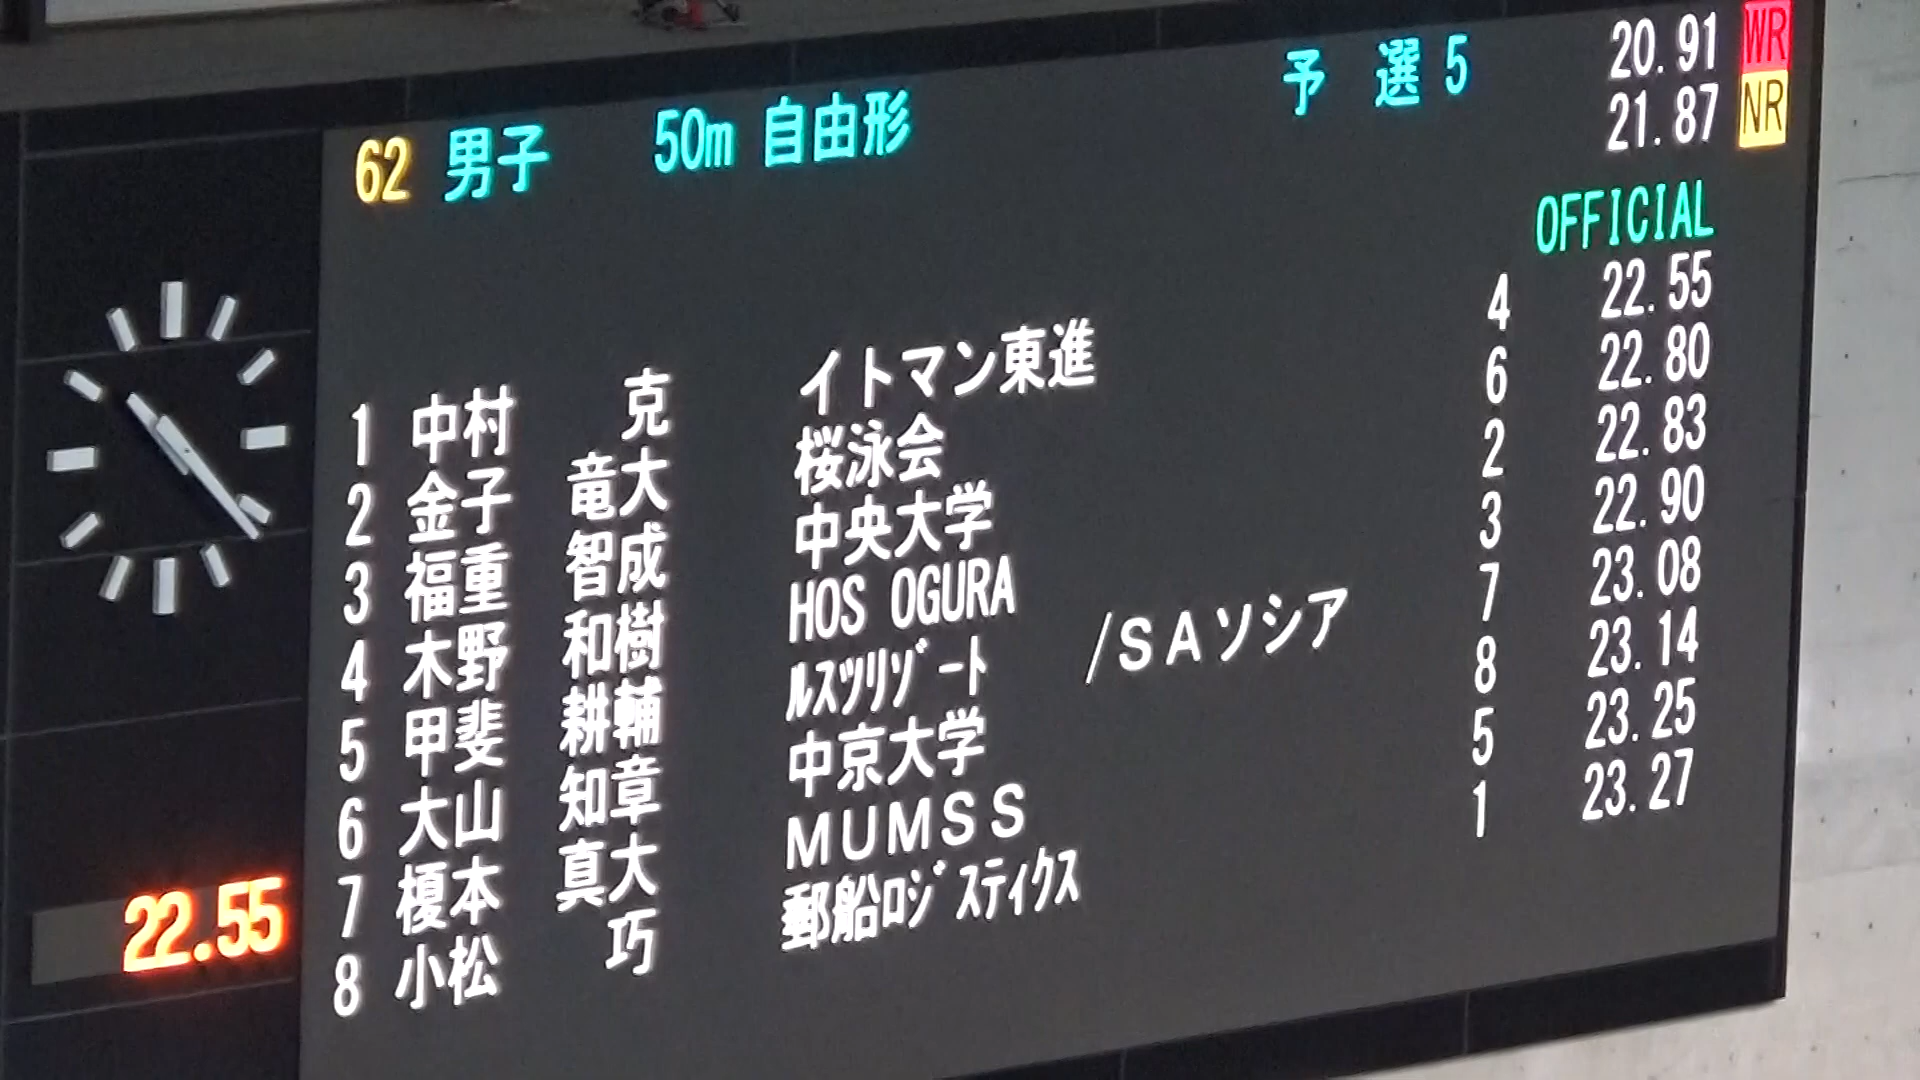 62 男子 50m 自由形 予 選 5 20.91 WR
21.87 NR
OFFICIAL
1 中村 克 イトマン東進 4 22.55
2 金子 竜大 桜泳会 6 22.80
3 福重 智成 中央大学 2 22.83
4 木野 和樹 HOS OGURA 3 22.90
5 甲斐 耕輔 ﾙｽﾂﾘｿﾞｰﾄ /SAソシア 7 23.08
6 大山 知章 中京大学 8 23.14
7 榎本 真大 MUMSS 5 23.25
8 小松 巧 郵船ﾛｼﾞｽﾃｨｸｽ 1 23.27
22.55